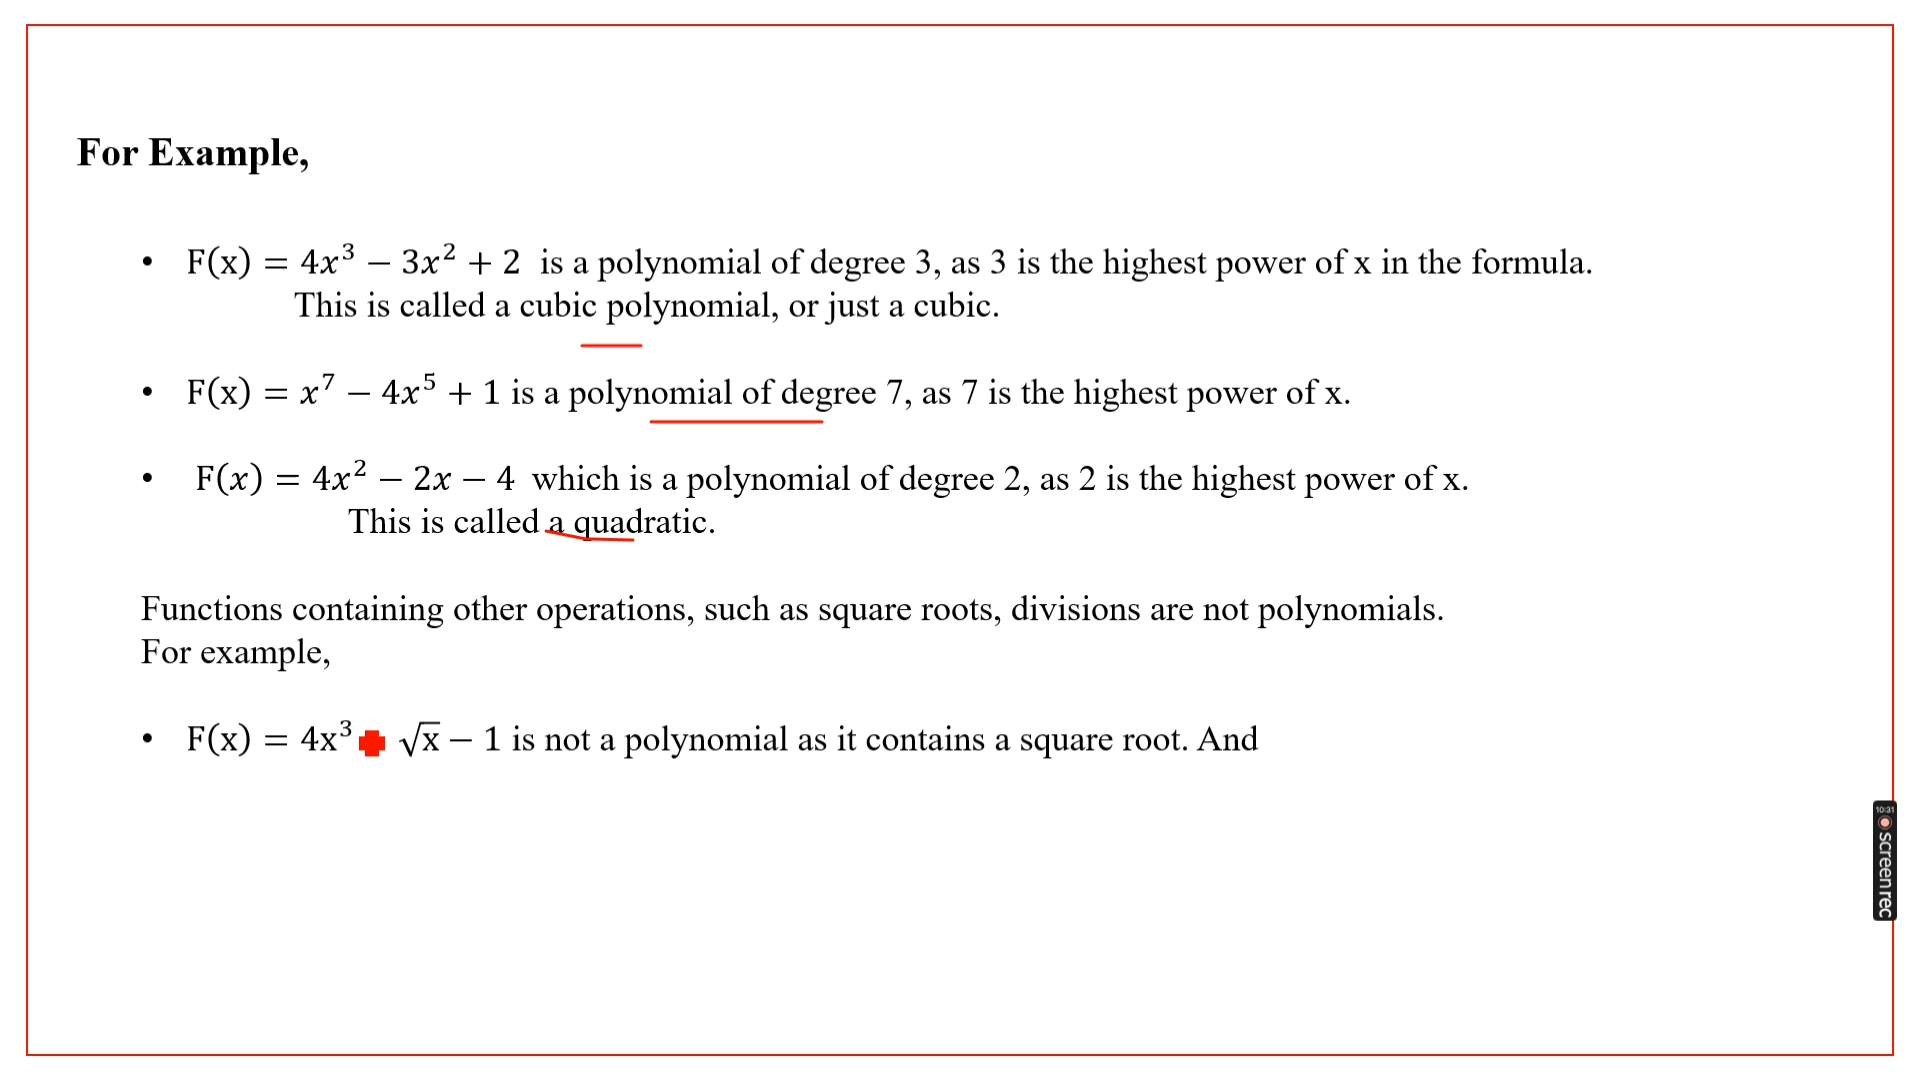 For Example,
• F(x) = 4x³ − 3x² + 2 is a polynomial of degree 3, as 3 is the highest power of x in the formula.
This is called a cubic polynomial, or just a cubic.
• F(x) = x⁷ − 4x⁵ + 1 is a polynomial of degree 7, as 7 is the highest power of x.
• F(x) = 4x² − 2x − 4 which is a polynomial of degree 2, as 2 is the highest power of x.
This is called a quadratic.
Functions containing other operations, such as square roots, divisions are not polynomials.
For example,
• F(x) = 4x³ √x − 1 is not a polynomial as it contains a square root. And
10:31
screenrec